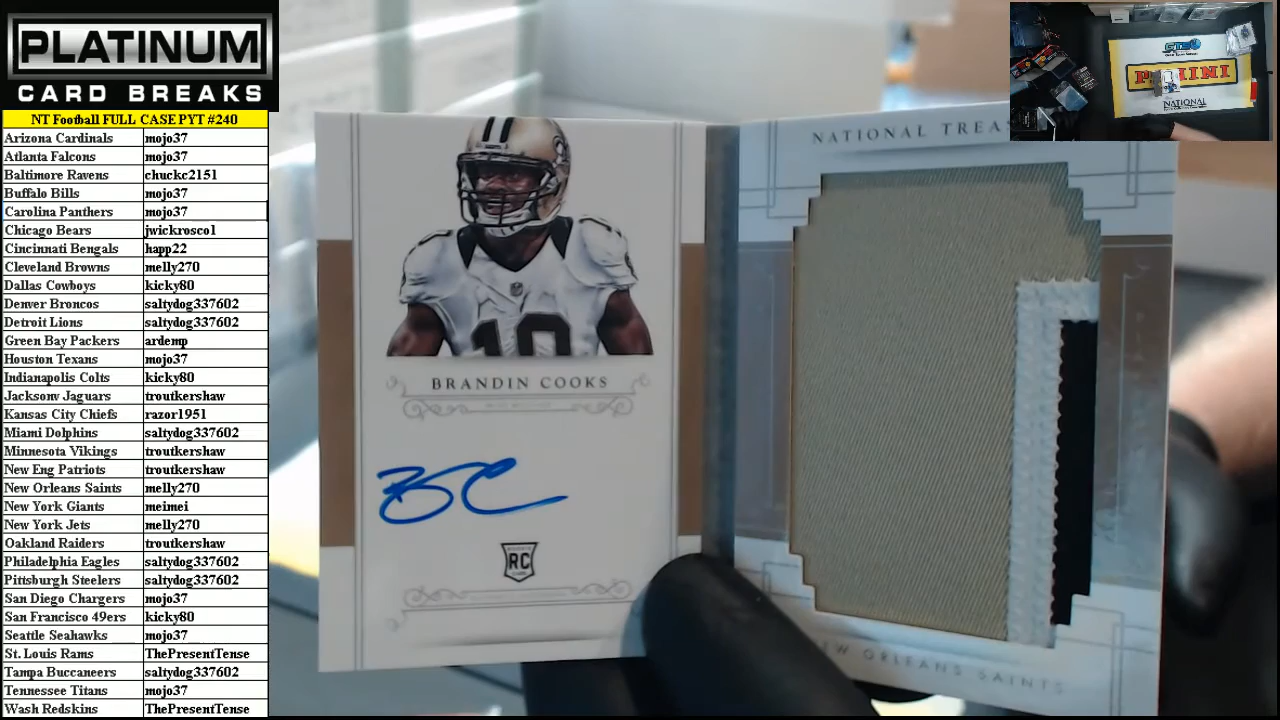 PLATINUM
CARD BREAKS
NT Football FULL CASE PYT #240
Arizona Cardinals mojo37
Atlanta Falcons mojo37
Baltimore Ravens chuckc2151
Buffalo Bills mojo37
Carolina Panthers mojo37
Chicago Bears jwickrosco1
Cincinnati Bengals happ22
Cleveland Browns melly270
Dallas Cowboys kicky80
Denver Broncos saltydog337602
Detroit Lions saltydog337602
Green Bay Packers ardemp
Houston Texans mojo37
Indianapolis Colts kicky80
Jacksonv Jaguars troutkershaw
Kansas City Chiefs razor1951
Miami Dolphins saltydog337602
Minnesota Vikings troutkershaw
New Eng Patriots troutkershaw
New Orleans Saints melly270
New York Giants meimei
New York Jets melly270
Oakland Raiders troutkershaw
Philadelphia Eagles saltydog337602
Pittsburgh Steelers saltydog337602
San Diego Chargers mojo37
San Francisco 49ers kicky80
Seattle Seahawks mojo37
St. Louis Rams ThePresentTense
Tampa Buccaneers saltydog337602
Tennessee Titans mojo37
Wash Redskins ThePresentTense
10
BRANDIN COOKS
RC
NATIONAL TREAS
NEW ORLEANS SAINTS
PANINI
NATIONAL